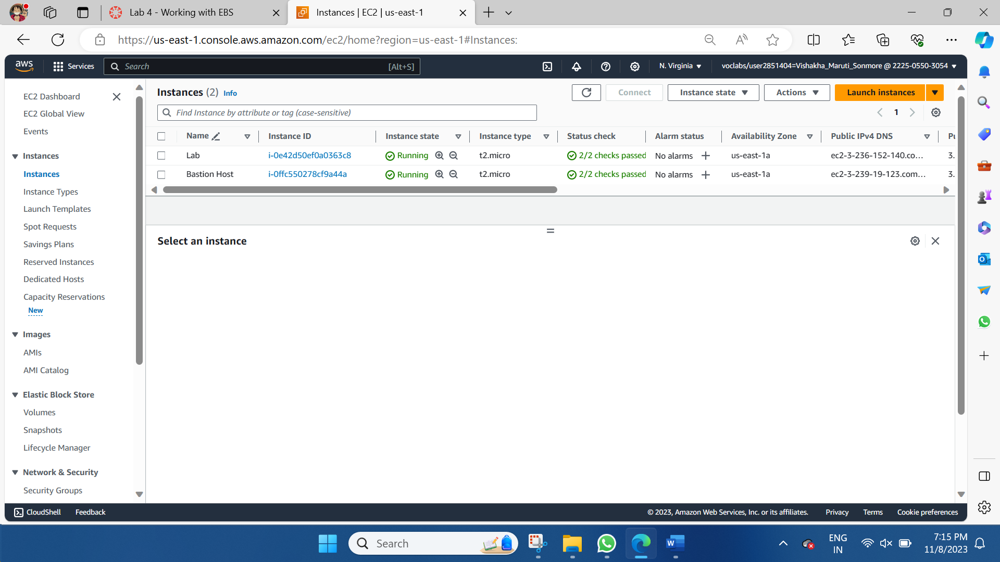 Lab 4 - Working with EBS
Instances | EC2 | us-east-1
https://us-east-1.console.aws.amazon.com/ec2/home?region=us-east-1#Instances:
aws
Services
Search
[Alt+S]
N. Virginia
voclabs/user2851404=Vishakha_Maruti_Sonmore @ 2225-0550-3054
EC2 Dashboard
EC2 Global View
Events
Instances
Instances
Instance Types
Launch Templates
Spot Requests
Savings Plans
Reserved Instances
Dedicated Hosts
Capacity Reservations
New
Images
AMIs
AMI Catalog
Elastic Block Store
Volumes
Snapshots
Lifecycle Manager
Network & Security
Security Groups
Instances (2) Info
Connect
Instance state
Actions
Launch instances
Find Instance by attribute or tag (case-sensitive)
1
Name Instance ID Instance state Instance type Status check Alarm status Availability Zone Public IPv4 DNS
Lab i-0e42d50ef0a0363c8 Running t2.micro 2/2 checks passed No alarms us-east-1a ec2-3-236-152-140.co... 3.
Bastion Host i-0ffc550278cf9a44a Running t2.micro 2/2 checks passed No alarms us-east-1a ec2-3-239-19-123.com... 3.
Select an instance
CloudShell
Feedback
© 2023, Amazon Web Services, Inc. or its affiliates.
Privacy
Terms
Cookie preferences
Search
ENG
IN
7:15 PM
11/8/2023